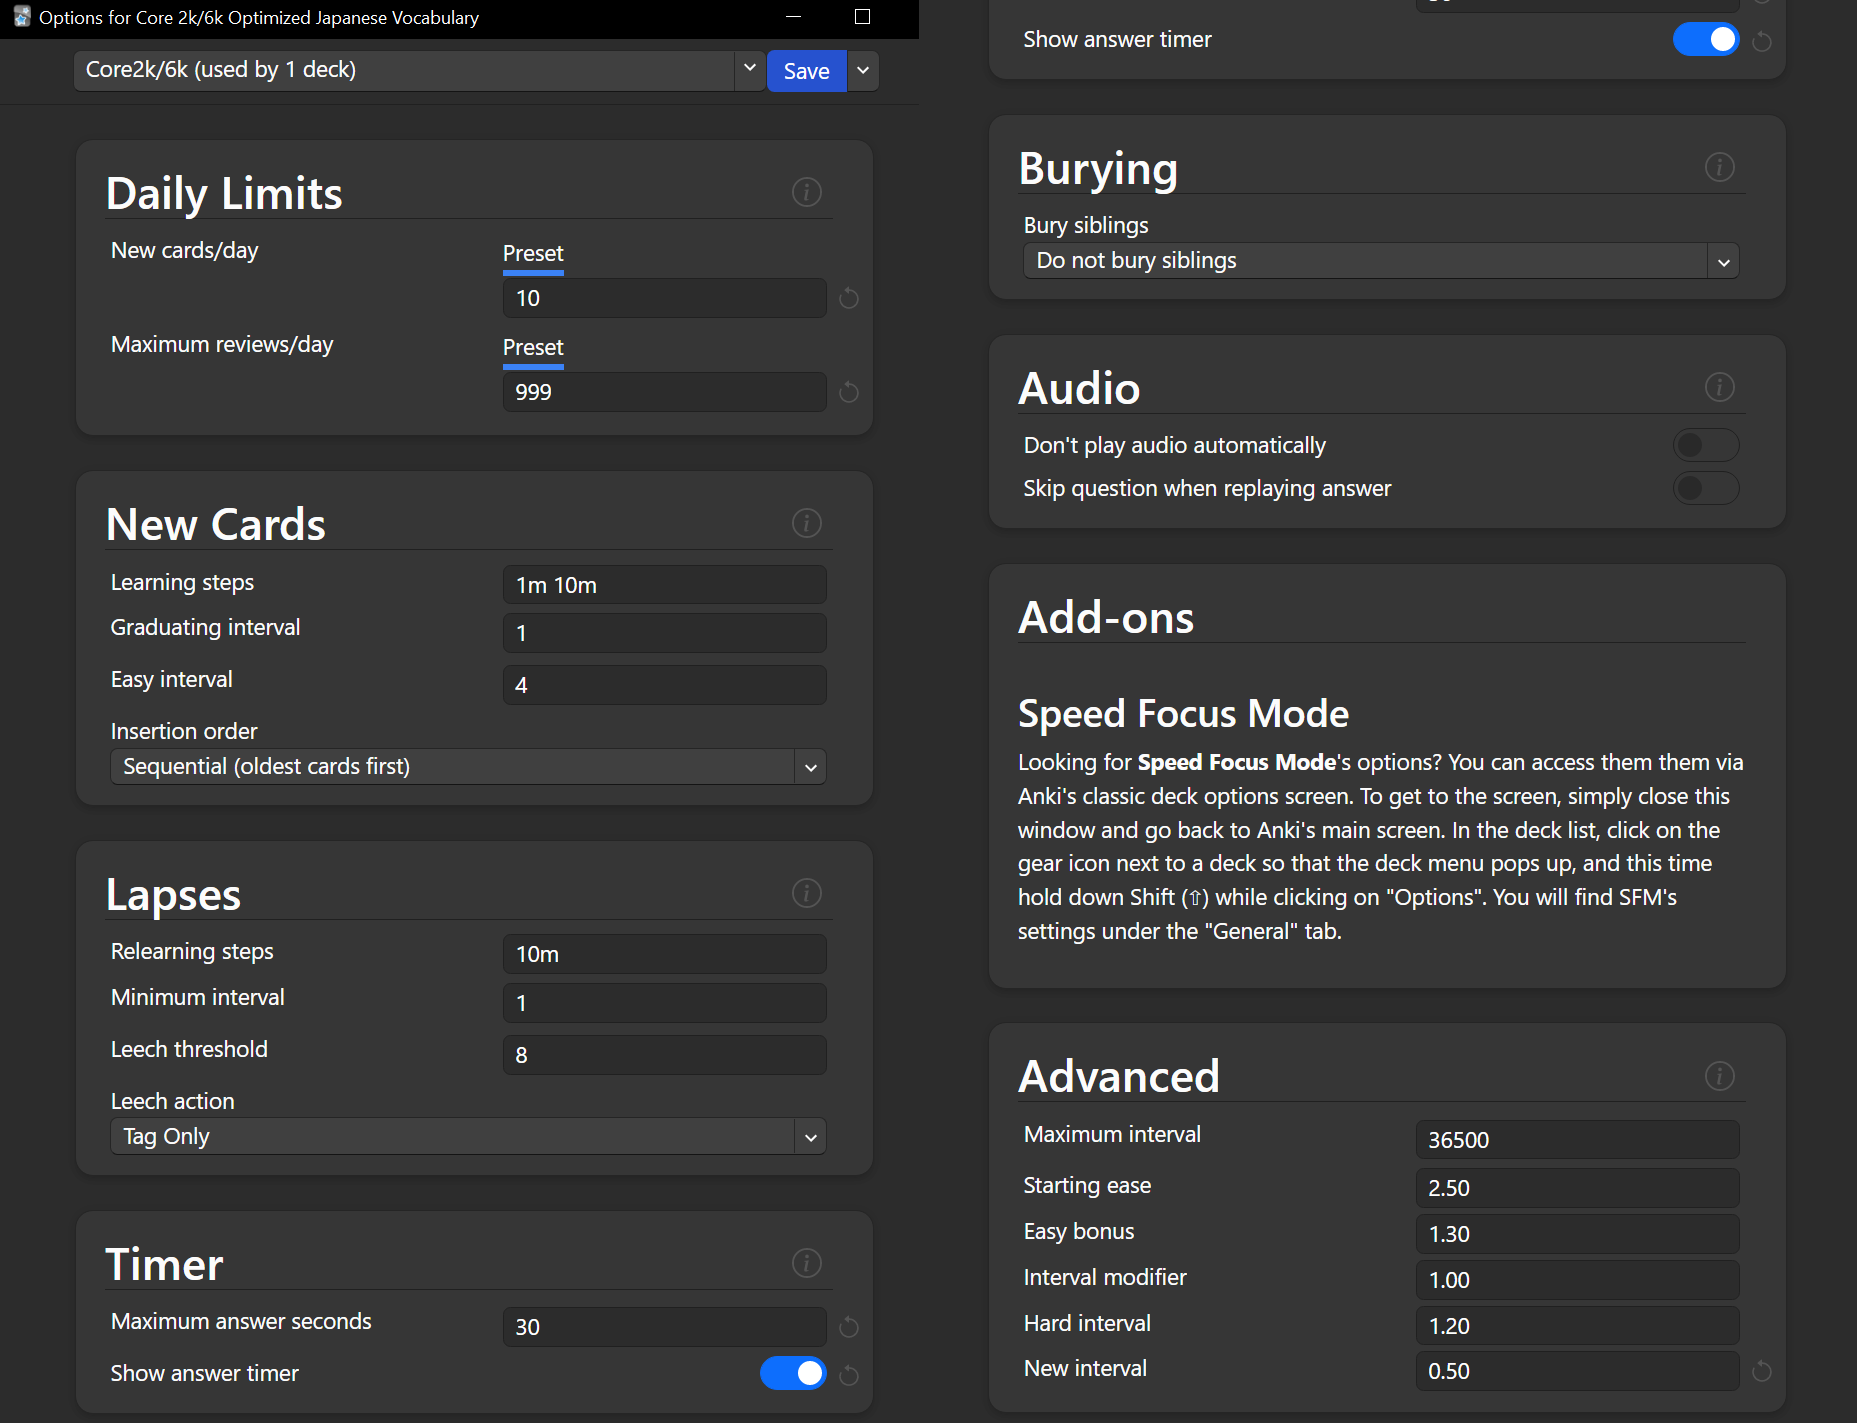 Options for Core 2k/6k Optimized Japanese Vocabulary
Core2k/6k (used by 1 deck)
Save
Daily Limits
New cards/day
Preset
10
Maximum reviews/day
Preset
999
New Cards
Learning steps
1m 10m
Graduating interval
1
Easy interval
4
Insertion order
Sequential (oldest cards first)
Lapses
Relearning steps
10m
Minimum interval
1
Leech threshold
8
Leech action
Tag Only
Timer
Maximum answer seconds
30
Show answer timer
Show answer timer
Burying
Bury siblings
Do not bury siblings
Audio
Don't play audio automatically
Skip question when replaying answer
Add-ons
Speed Focus Mode
Looking for Speed Focus Mode's options? You can access them them via
Anki's classic deck options screen. To get to the screen, simply close this
window and go back to Anki's main screen. In the deck list, click on the
gear icon next to a deck so that the deck menu pops up, and this time
hold down Shift (⇧) while clicking on "Options". You will find SFM's
settings under the "General" tab.
Advanced
Maximum interval
36500
Starting ease
2.50
Easy bonus
1.30
Interval modifier
1.00
Hard interval
1.20
New interval
0.50